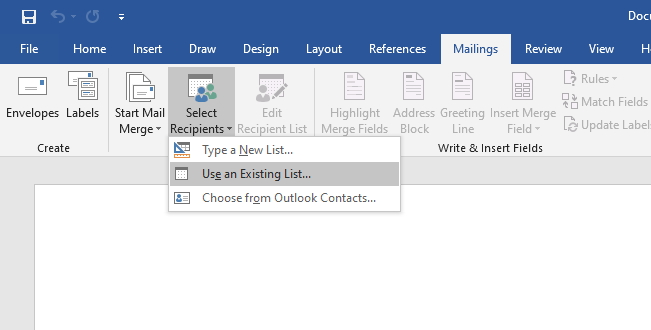 Docu
File Home Insert Draw Design Layout References Mailings Review View H
Envelopes Labels Start Mail Merge Select Recipients Edit Recipient List Highlight Merge Fields Address Block Greeting Line Insert Merge Field Rules
Match Fields
Update Label
Create Write & Insert Fields
Type a New List...
Use an Existing List...
Choose from Outlook Contacts...